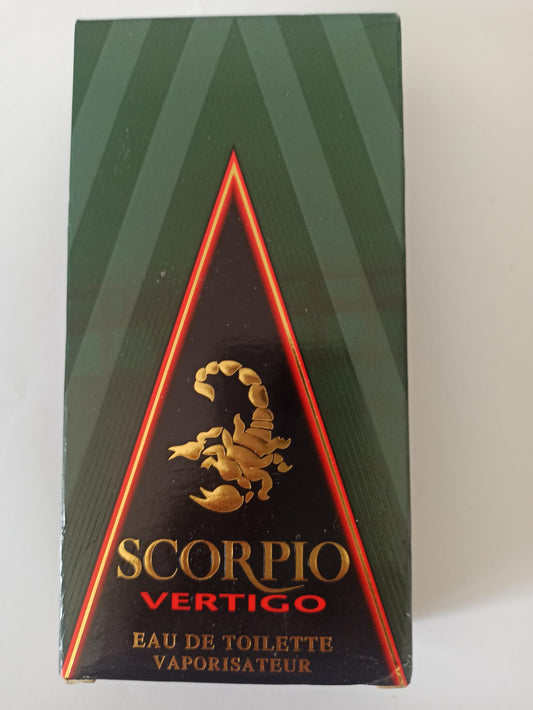 SCORPIO
VERTIGO
EAU DE TOILETTE
VAPORISATEUR